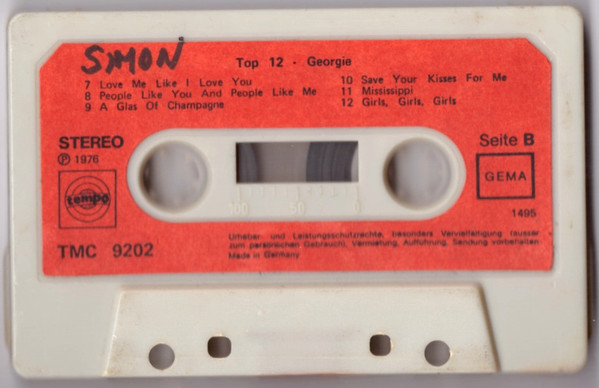 SIMON
Top 12 - Georgie
7 Love Me Like I Love You
8 People Like You And People Like Me
9 A Glas Of Champagne
10 Save Your Kisses For Me
11 Mississippi
12 Girls, Girls, Girls
STEREO
℗ 1976
tempo
TMC 9202
100 50 0
Seite B
GEMA
1495
Urheber- und Leistungsschutzrechte, besonders Vervielfältigung (ausser
zum persönlichen Gebrauch), Vermietung, Aufführung, Sendung vorbehalten
Made in Germany